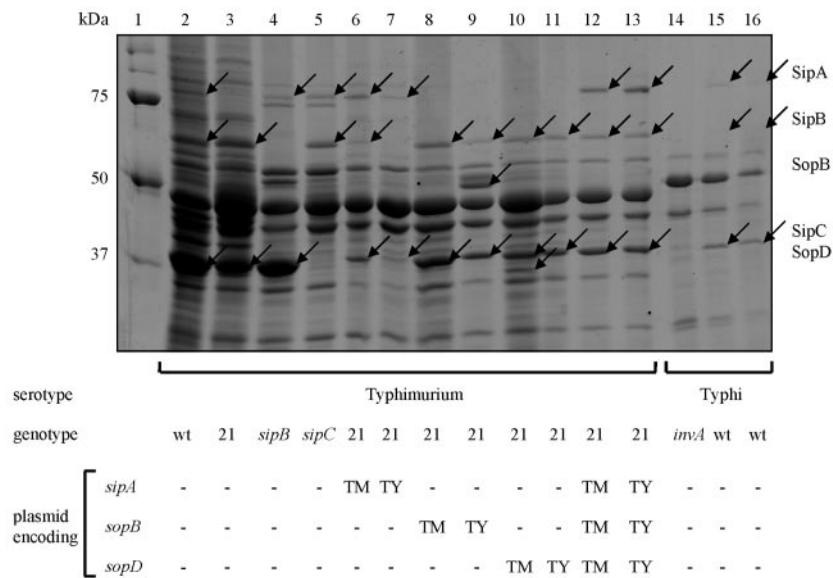 kDa 1 2 3 4 5 6 7 8 9 10 11 12 13 14 15 16
SipA
75
SipB
50
SopB
37
SipC
SopD
serotype Typhimurium Typhi
genotype wt 21 sipB sipC 21 21 21 21 21 21 21 21 invA wt wt
plasmid encoding
sipA - - - - TM TY - - - - TM TY - - -
sopB - - - - - - TM TY - - TM TY - - -
sopD - - - - - - - - TM TY TM TY - - -